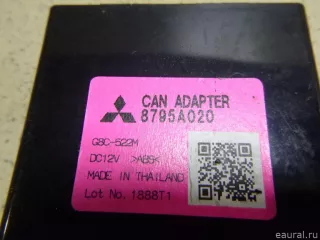 CAN ADAPTER
8795A020
G8C-522M
DC12V >ABS<
MADE IN THAILAND
Lot No. 1888T1
eaural.ru